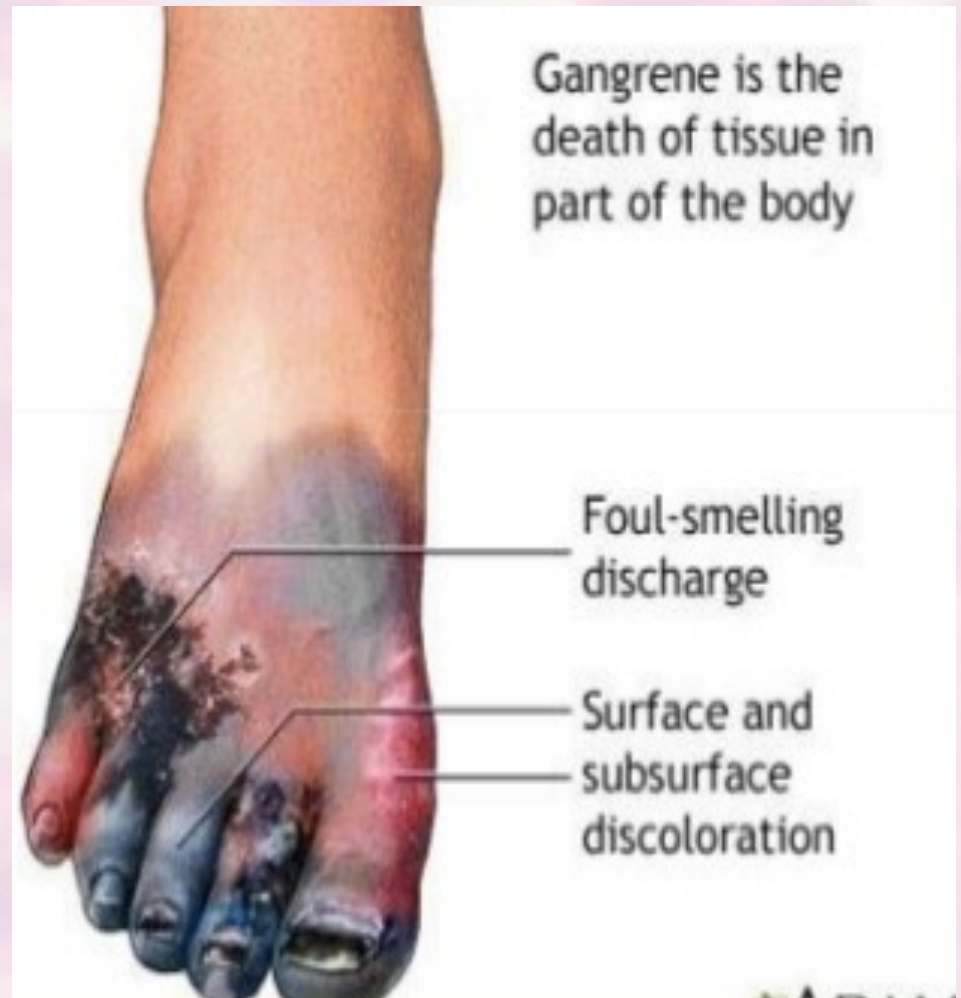 Gangrene is the
death of tissue in
part of the body
Foul-smelling
discharge
Surface and
subsurface
discoloration